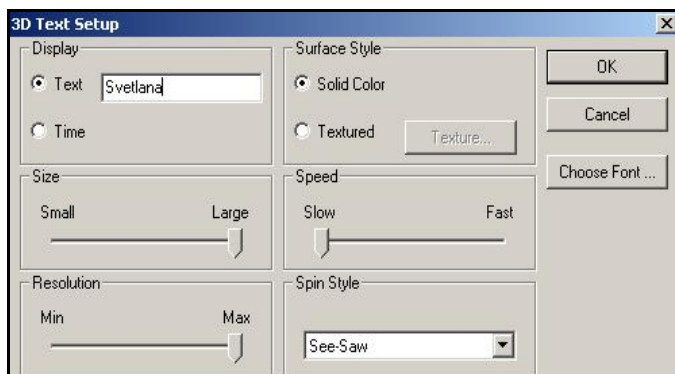 3D Text Setup
Display
Text Svetlana
Time
Surface Style
Solid Color
Textured Texture...
OK
Cancel
Choose Font ...
Size
Small Large
Speed
Slow Fast
Resolution
Min Max
Spin Style
See-Saw